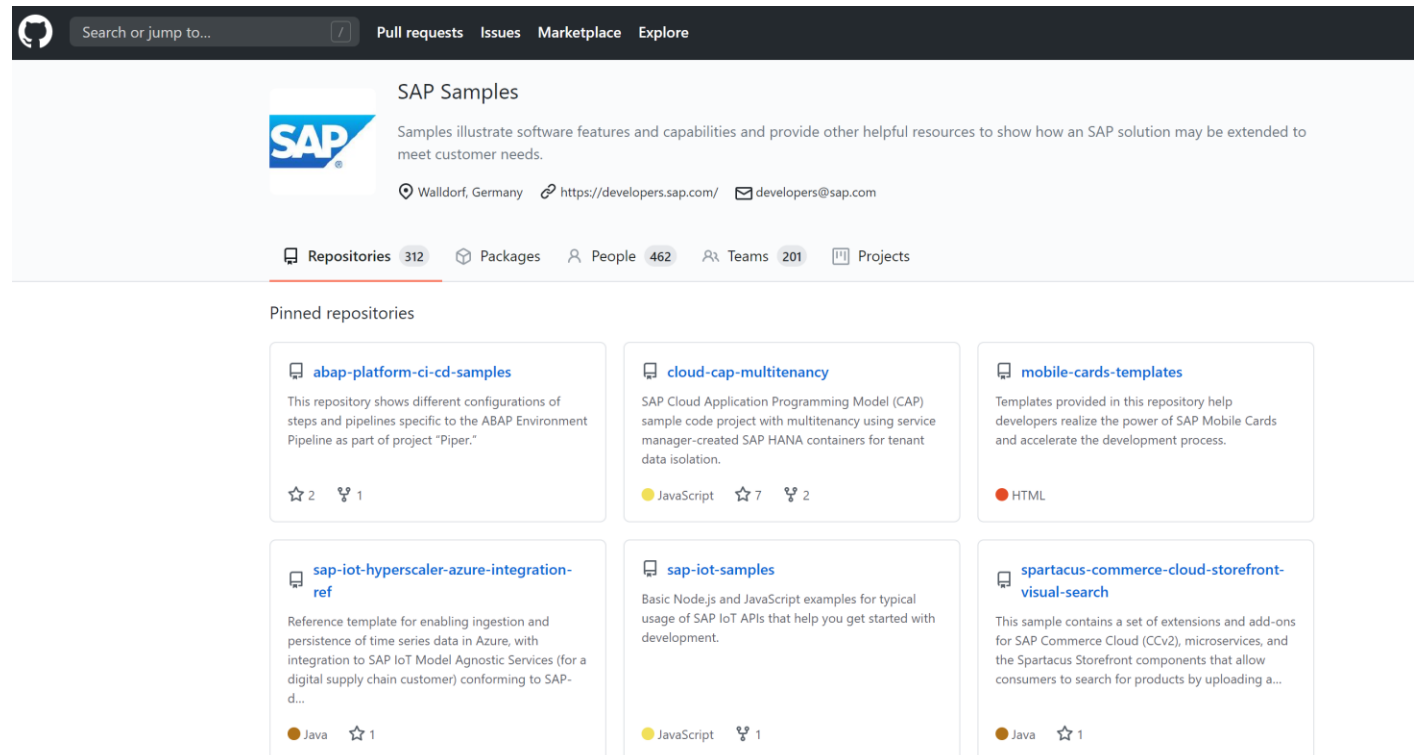 Search or jump to... /
Pull requests Issues Marketplace Explore
SAP Samples
SAP®
Samples illustrate software features and capabilities and provide other helpful resources to show how an SAP solution may be extended to
meet customer needs.
Walldorf, Germany https://developers.sap.com/ developers@sap.com
Repositories 312 Packages People 462 Teams 201 Projects
Pinned repositories
abap-platform-ci-cd-samples
This repository shows different configurations of
steps and pipelines specific to the ABAP Environment
Pipeline as part of project “Piper.”
2 1
cloud-cap-multitenancy
SAP Cloud Application Programming Model (CAP)
sample code project with multitenancy using service
manager-created SAP HANA containers for tenant
data isolation.
JavaScript 7 2
mobile-cards-templates
Templates provided in this repository help
developers realize the power of SAP Mobile Cards
and accelerate the development process.
HTML
sap-iot-hyperscaler-azure-integration-
ref
Reference template for enabling ingestion and
persistence of time series data in Azure, with
integration to SAP IoT Model Agnostic Services (for a
digital supply chain customer) conforming to SAP-
d...
Java 1
sap-iot-samples
Basic Node.js and JavaScript examples for typical
usage of SAP IoT APIs that help you get started with
development.
JavaScript 1
spartacus-commerce-cloud-storefront-
visual-search
This sample contains a set of extensions and add-ons
for SAP Commerce Cloud (CCv2), microservices, and
the Spartacus Storefront components that allow
consumers to search for products by uploading a...
Java 1